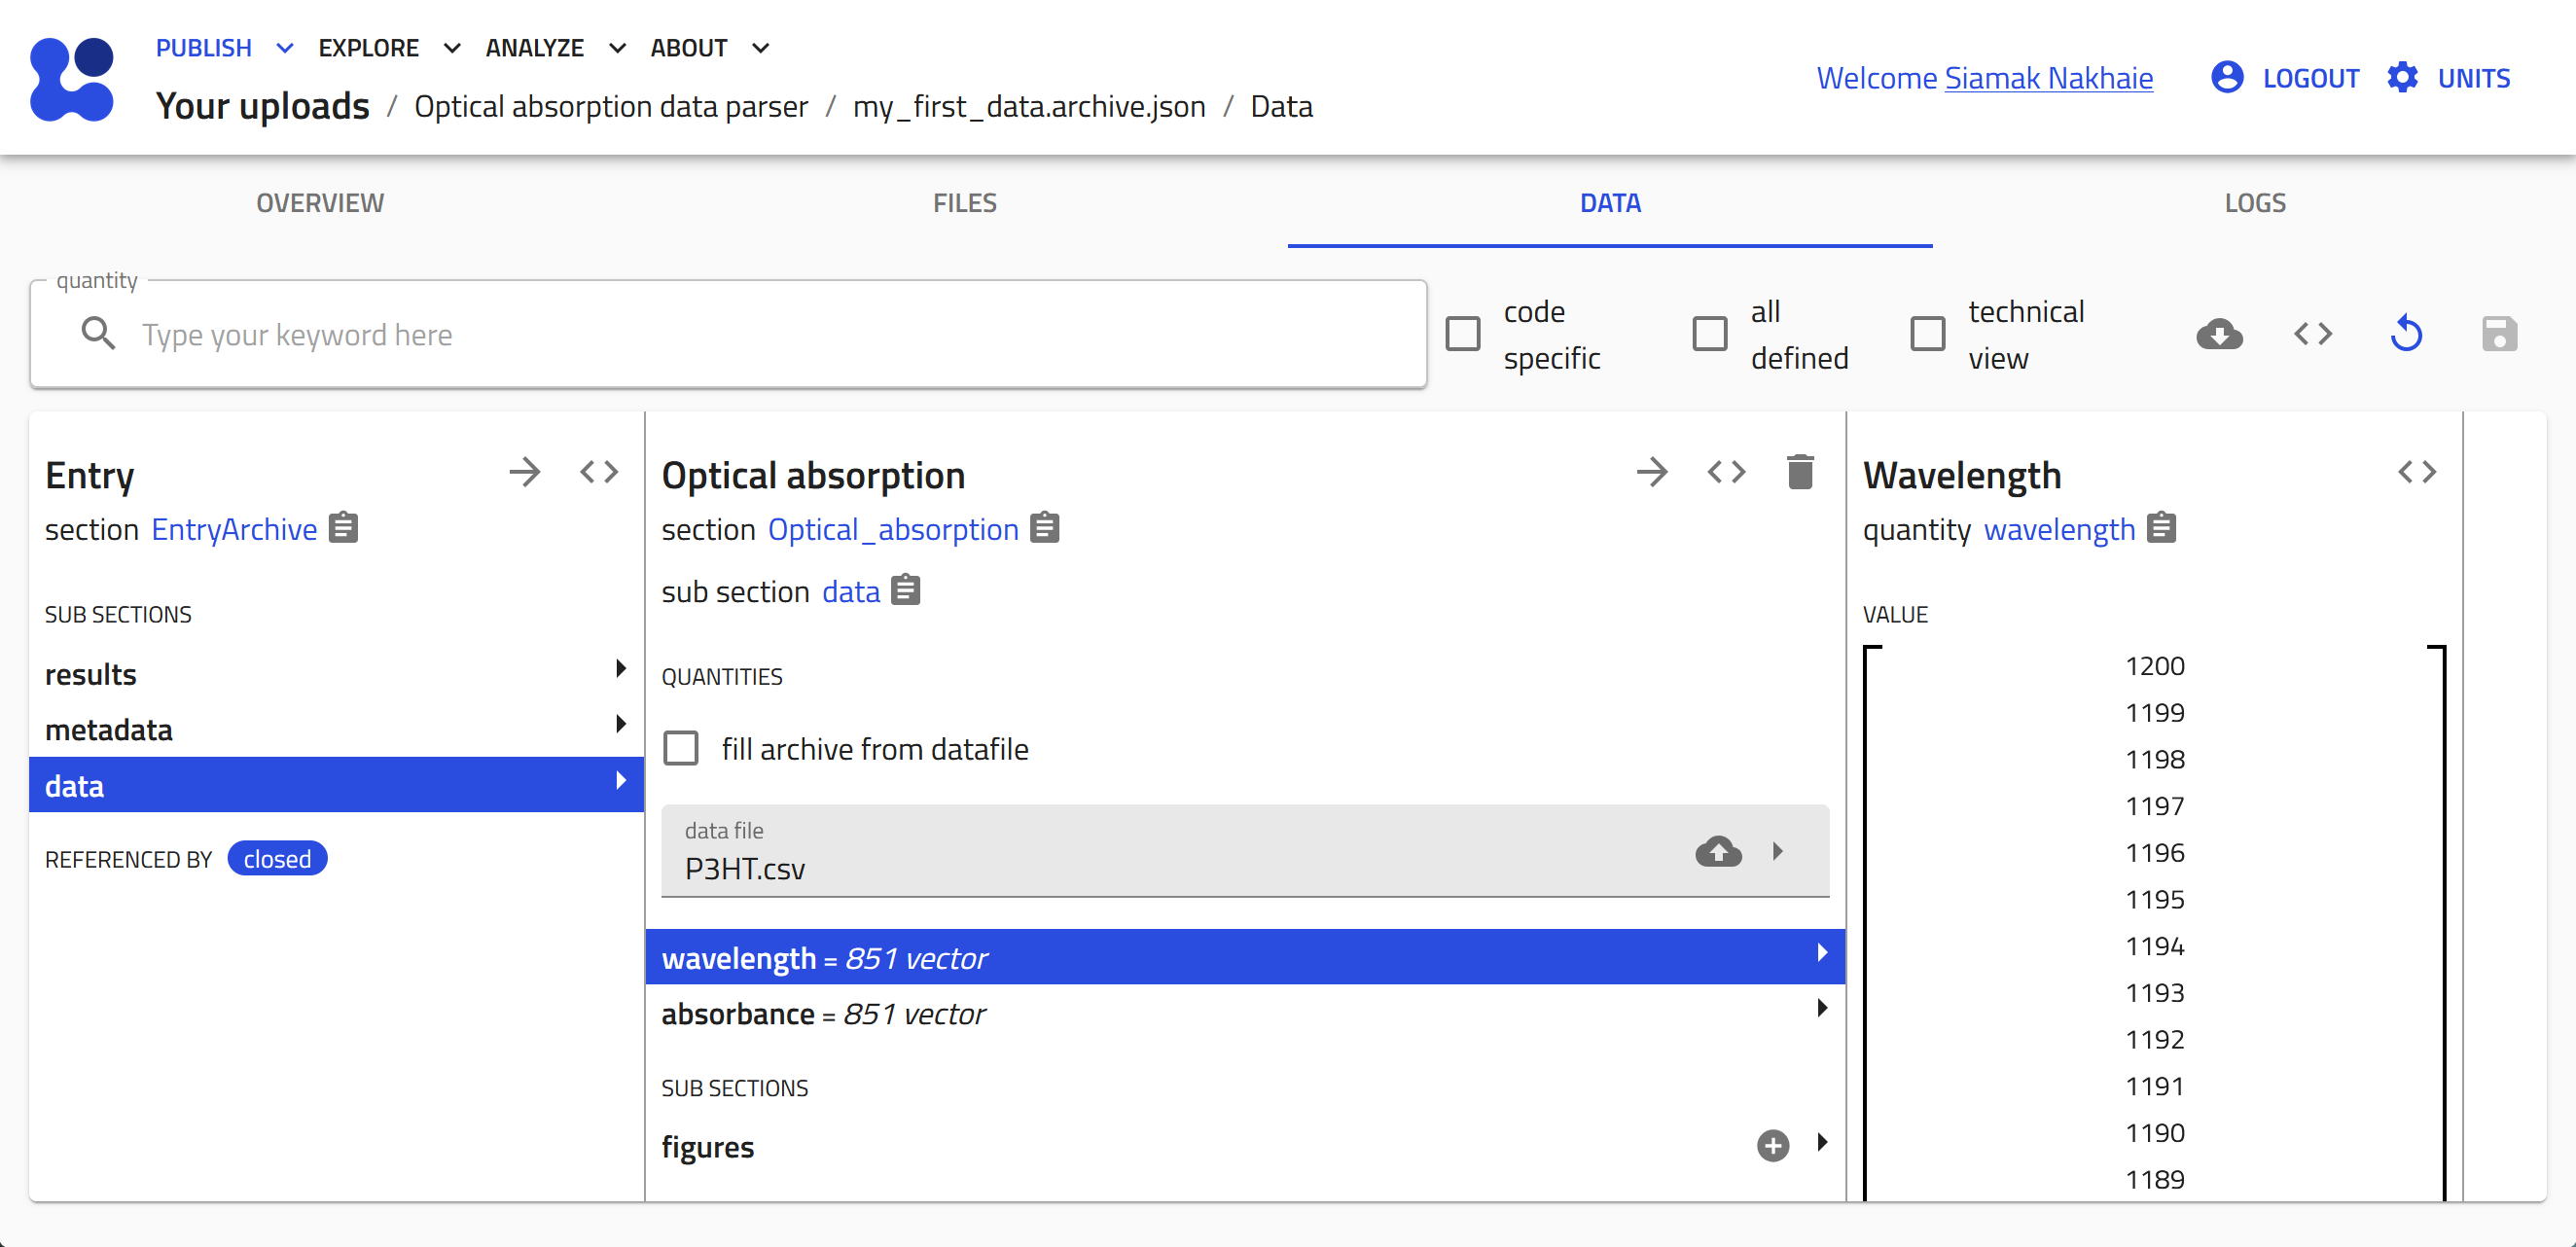 PUBLISH EXPLORE ANALYZE ABOUT
Your uploads / Optical absorption data parser / my_first_data.archive.json / Data
Welcome Siamak Nakhaie LOGOUT UNITS
OVERVIEW FILES DATA LOGS
quantity
Type your keyword here
code specific
all defined
technical view
Entry
section EntryArchive
SUB SECTIONS
results
metadata
data
REFERENCED BY closed
Optical absorption
section Optical_absorption
sub section data
QUANTITIES
fill archive from datafile
data file
P3HT.csv
wavelength = 851 vector
absorbance = 851 vector
SUB SECTIONS
figures
Wavelength
quantity wavelength
VALUE
1200
1199
1198
1197
1196
1195
1194
1193
1192
1191
1190
1189